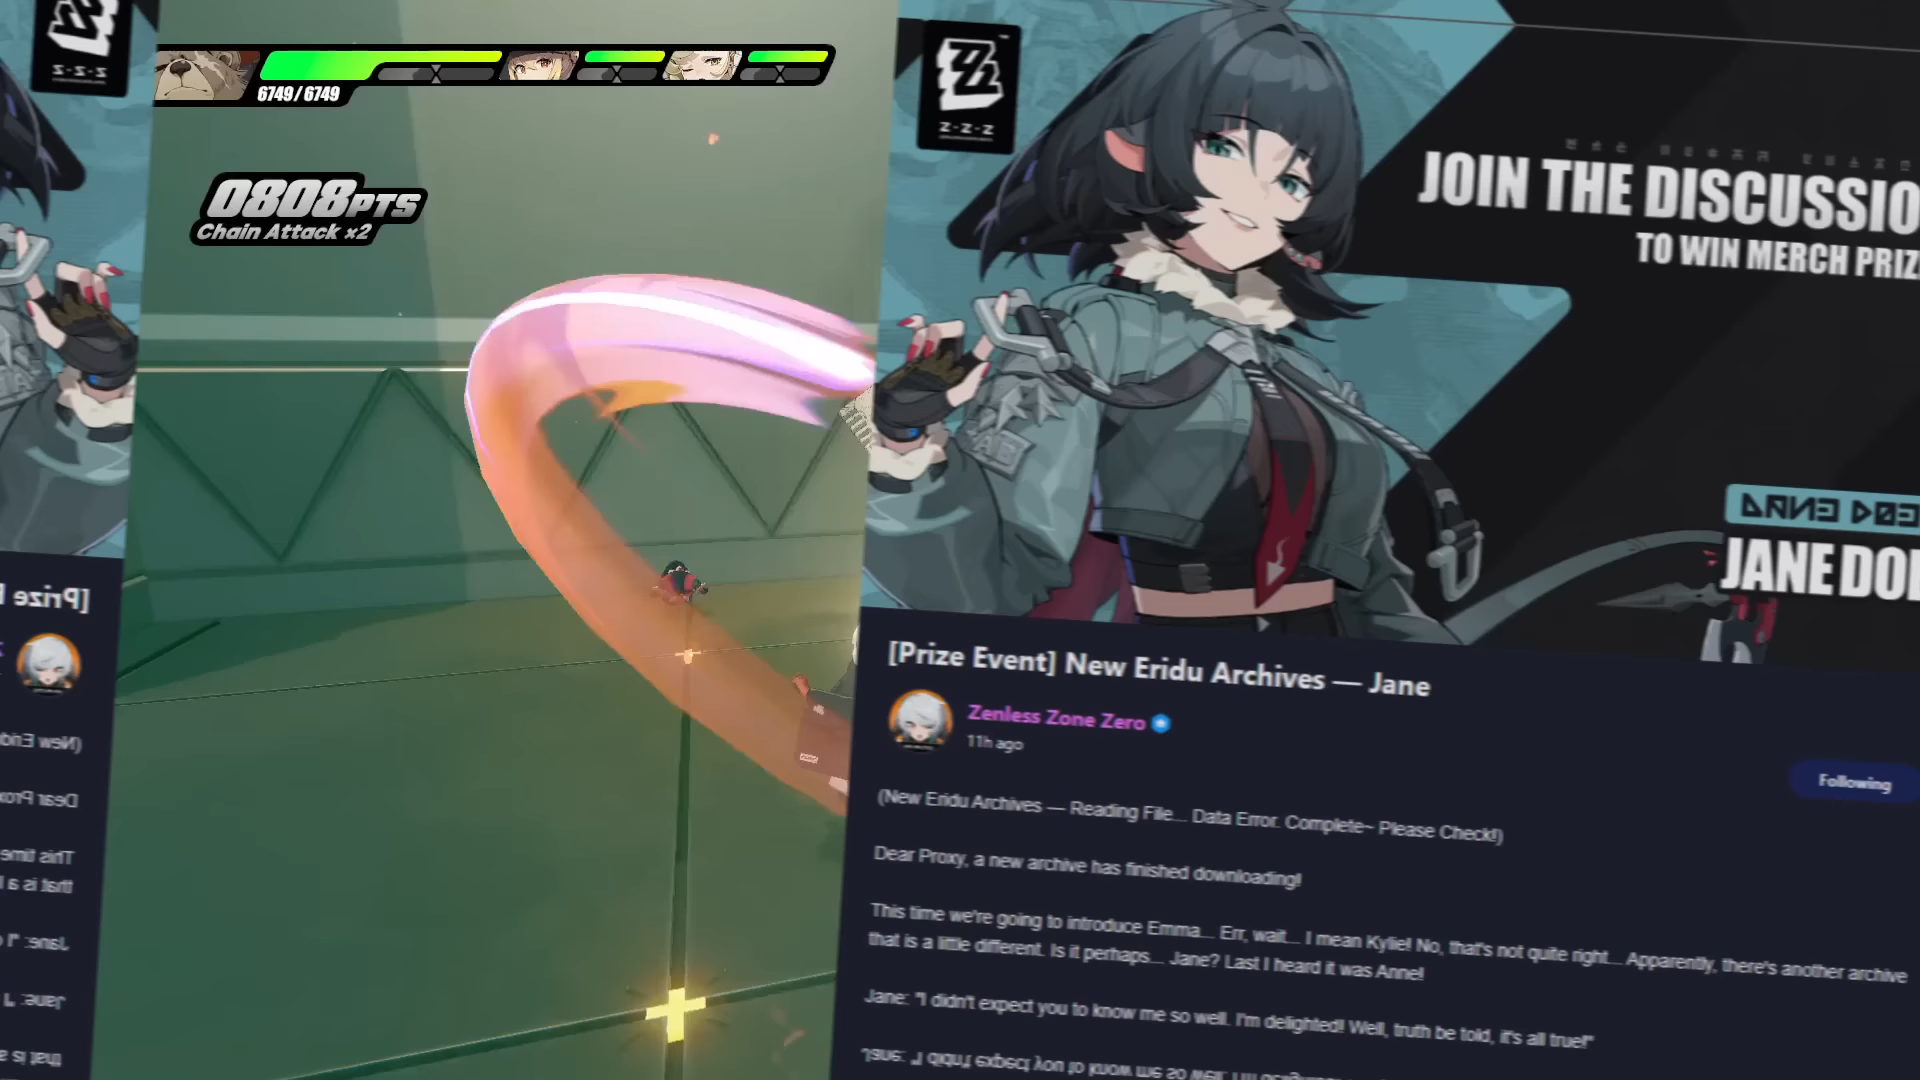 Z-Z-Z
6749/6749
0808PTS
Chain Attack ×2
Z-Z-Z
JOIN THE DISCUSSIO
TO WIN MERCH PRIZ
JANE DOE
[Prize Event] New Eridu Archives — Jane
Zenless Zone Zero
11h ago
Following
(New Eridu Archives — Reading File... Data Error. Complete~ Please Check!)
Dear Proxy, a new archive has finished downloading!
This time we're going to introduce Emma... Err, wait... I mean Kylie! No, that's not quite right... Apparently, there's another archive
that is a little different. Is it perhaps... Jane? Last I heard it was Anne!
Jane: "I didn't expect you to know me so well. I'm delighted! Well, truth be told, it's all true!"